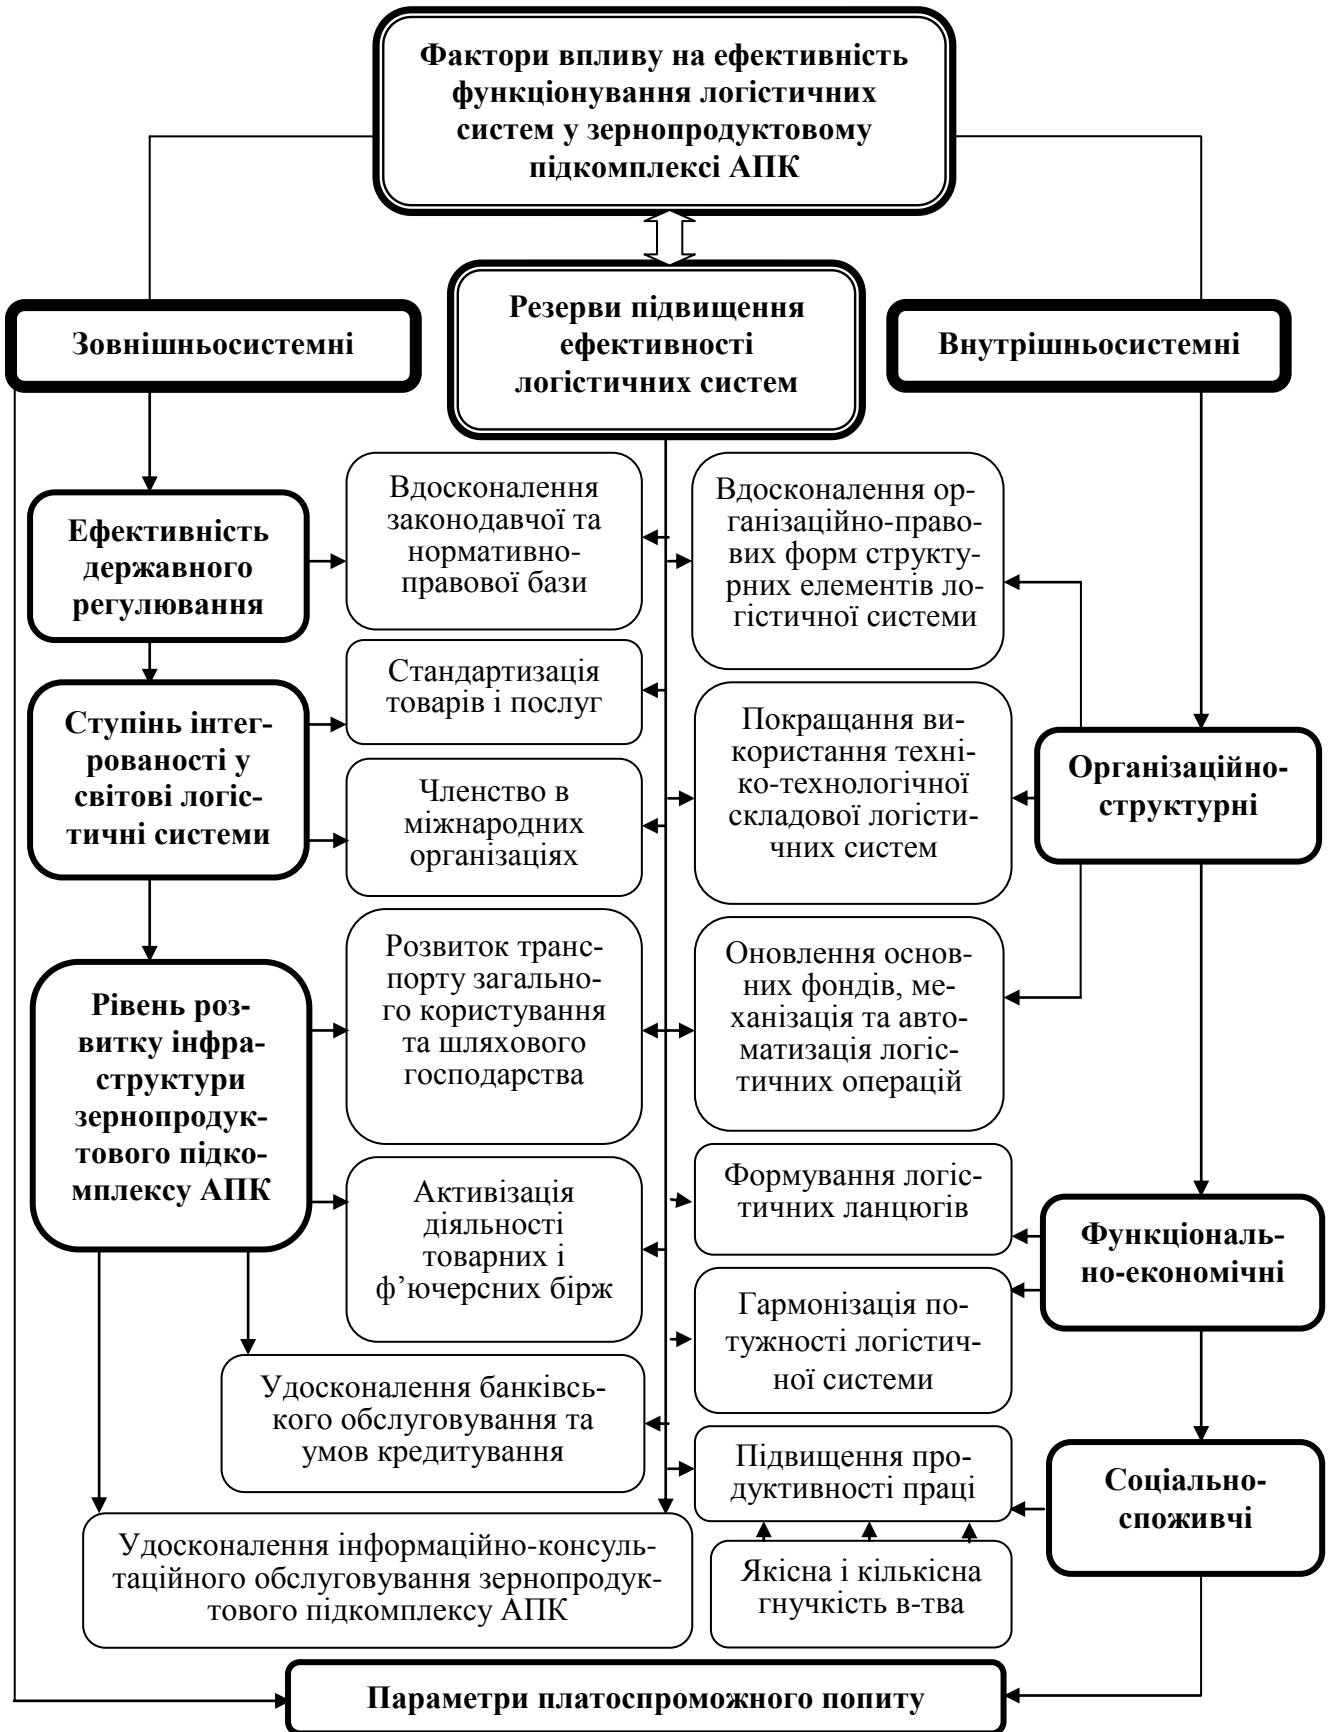 Фактори впливу на ефективність
функціонування логістичних
систем у зернопродуктовому
підкомплексі АПК
Резерви підвищення
ефективності
логістичних систем
Зовнішньосистемні
Внутрішньосистемні
Ефективність
державного
регулювання
Ступінь інтег-
рованості у
світові логіс-
тичні системи
Рівень роз-
витку інфра-
структури
зернопродук-
тового підко-
мплексу АПК
Вдосконалення
законодавчої та
нормативно-
правової бази
Стандартизація
товарів і послуг
Членство в
міжнародних
організаціях
Розвиток транс-
порту загально-
го користування
та шляхового
господарства
Активізація
діяльності
товарних і
ф’ючерсних бірж
Удосконалення банківсь-
кого обслуговування та
умов кредитування
Удосконалення інформаційно-консуль-
таційного обслуговування зернопродук-
тового підкомплексу АПК
Вдосконалення ор-
ганізаційно-право-
вих форм структу-
рних елементів ло-
гістичної системи
Покращання ви-
користання техні-
ко-технологічної
складової логісти-
чних систем
Оновлення основ-
них фондів, ме-
ханізація та авто-
матизація логіс-
тичних операцій
Формування логіс-
тичних ланцюгів
Гармонізація по-
тужності логістич-
ної системи
Підвищення про-
дуктивності праці
Якісна і кількісна
гнучкість в-тва
Організаційно-
структурні
Функціональ-
но-економічні
Соціально-
споживчі
Параметри платоспроможного попиту